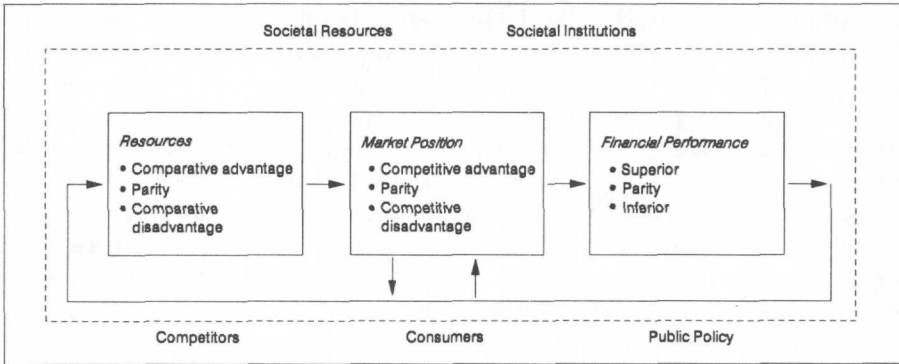 Societal Resources
Societal Institutions
Resources
• Comparative advantage
• Parity
• Comparative
disadvantage
Market Position
• Competitive advantage
• Parity
• Competitive
disadvantage
Financial Performance
• Superior
• Parity
• Inferior
Competitors
Consumers
Public Policy